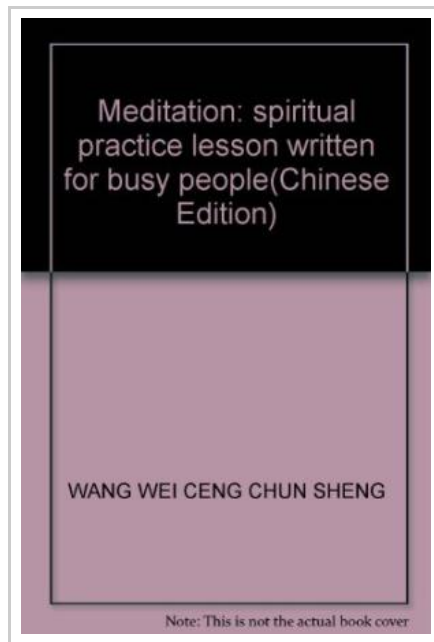 Meditation: spiritual
practice lesson written
for busy people(Chinese
Edition)
WANG WEI CENG CHUN SHENG
Note: This is not the actual book cover